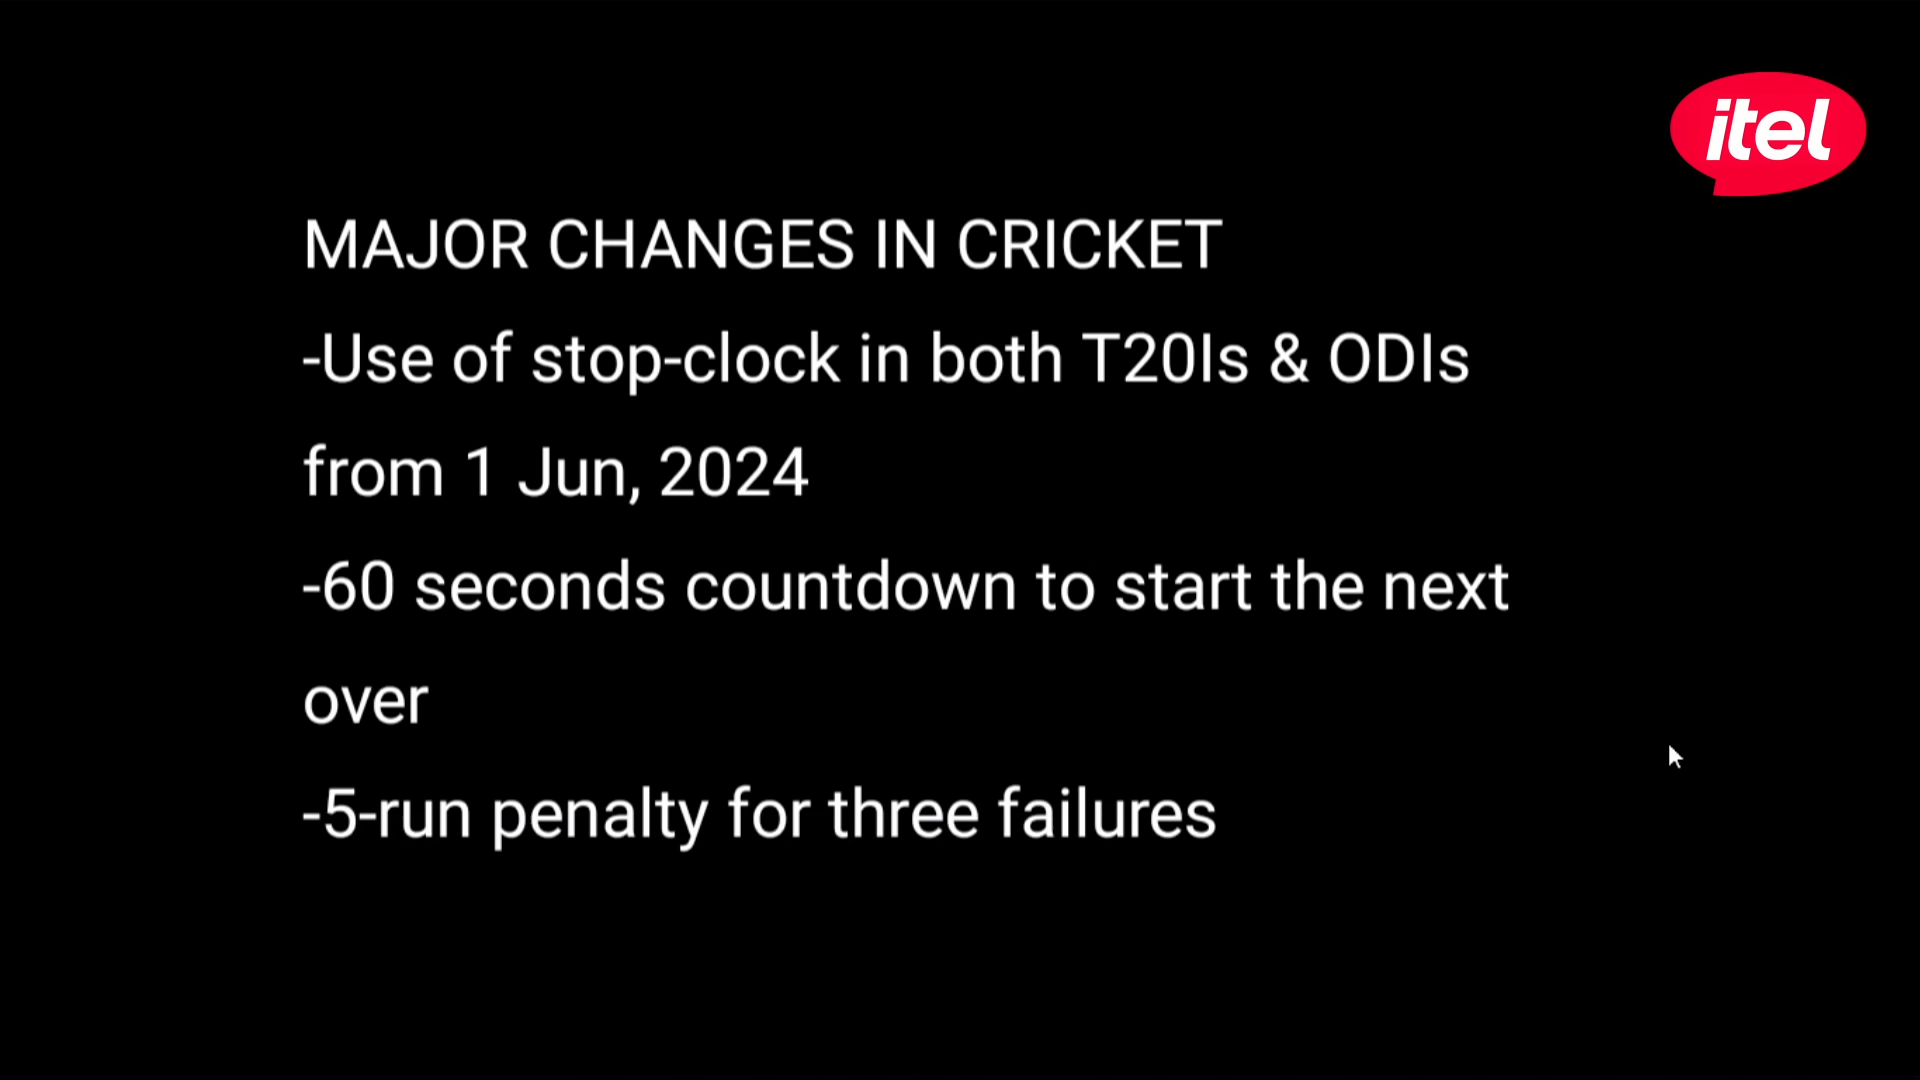 itel
MAJOR CHANGES IN CRICKET
-Use of stop-clock in both T20Is & ODIs
from 1 Jun, 2024
-60 seconds countdown to start the next
over
-5-run penalty for three failures